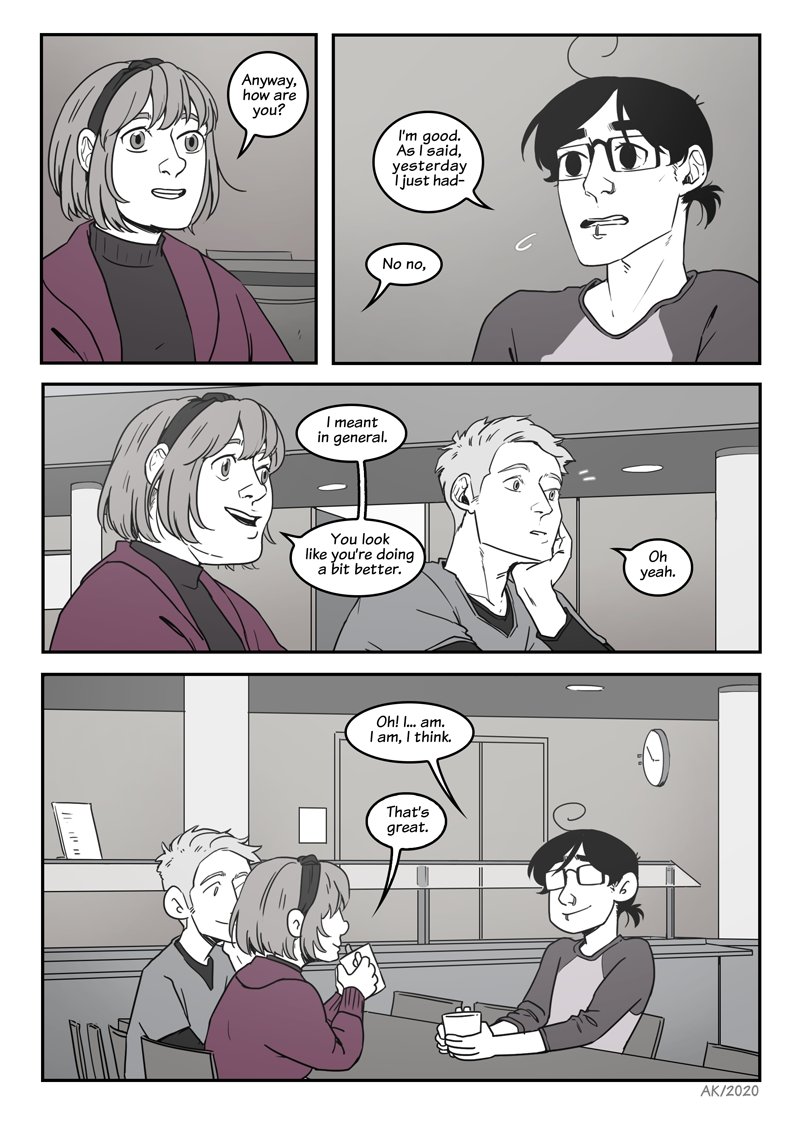 Anyway,
how are
you?
I'm good.
As I said,
yesterday
I just had-
No no,
I meant
in general.
You look
like you're doing
a bit better.
Oh
yeah.
Oh! I... am.
I am, I think.
That's
great.
AK/2020